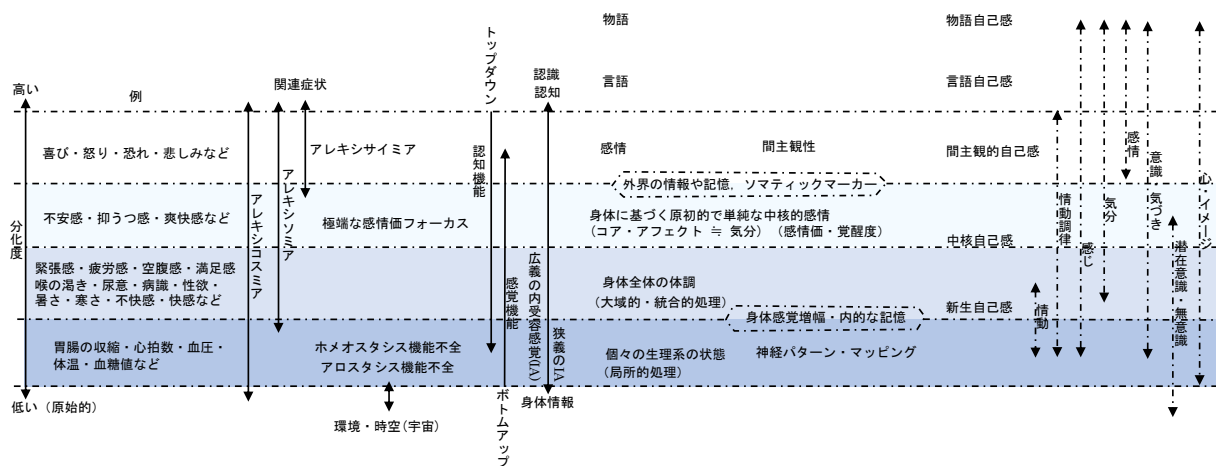 物語
物語自己感
トップダウン
認識
認知
言語
言語自己感
高い
例
関連症状
喜び・怒り・恐れ・悲しみなど
アレキシサイミア
認知機能
感情
間主観性
間主観的自己感
感情
意識・気づき
心・イメージ
外界の情報や記憶，ソマティックマーカー
分化度
不安感・抑うつ感・爽快感など
アレキシコスミア
アレキシソミア
極端な感情価フォーカス
身体に基づく原初的で単純な中核的感情
（コア・アフェクト ≒ 気分）（感情価・覚醒度）
中核自己感
情動調律
感じ
気分
潜在意識・無意識
緊張感・疲労感・空腹感・満足感
喉の渇き・尿意・病識・性欲・
暑さ・寒さ・不快感・快感など
感覚機能
広義の内受容感覚(IA)
狭義のIA
身体全体の体調
（大域的・統合的処理）
新生自己感
情動
身体感覚増幅・内的な記憶
胃腸の収縮・心拍数・血圧・
体温・血糖値など
ホメオスタシス機能不全
アロスタシス機能不全
個々の生理系の状態
（局所的処理）
神経パターン・マッピング
低い（原始的）
環境・時空(宇宙)
ボトムアップ
身体情報